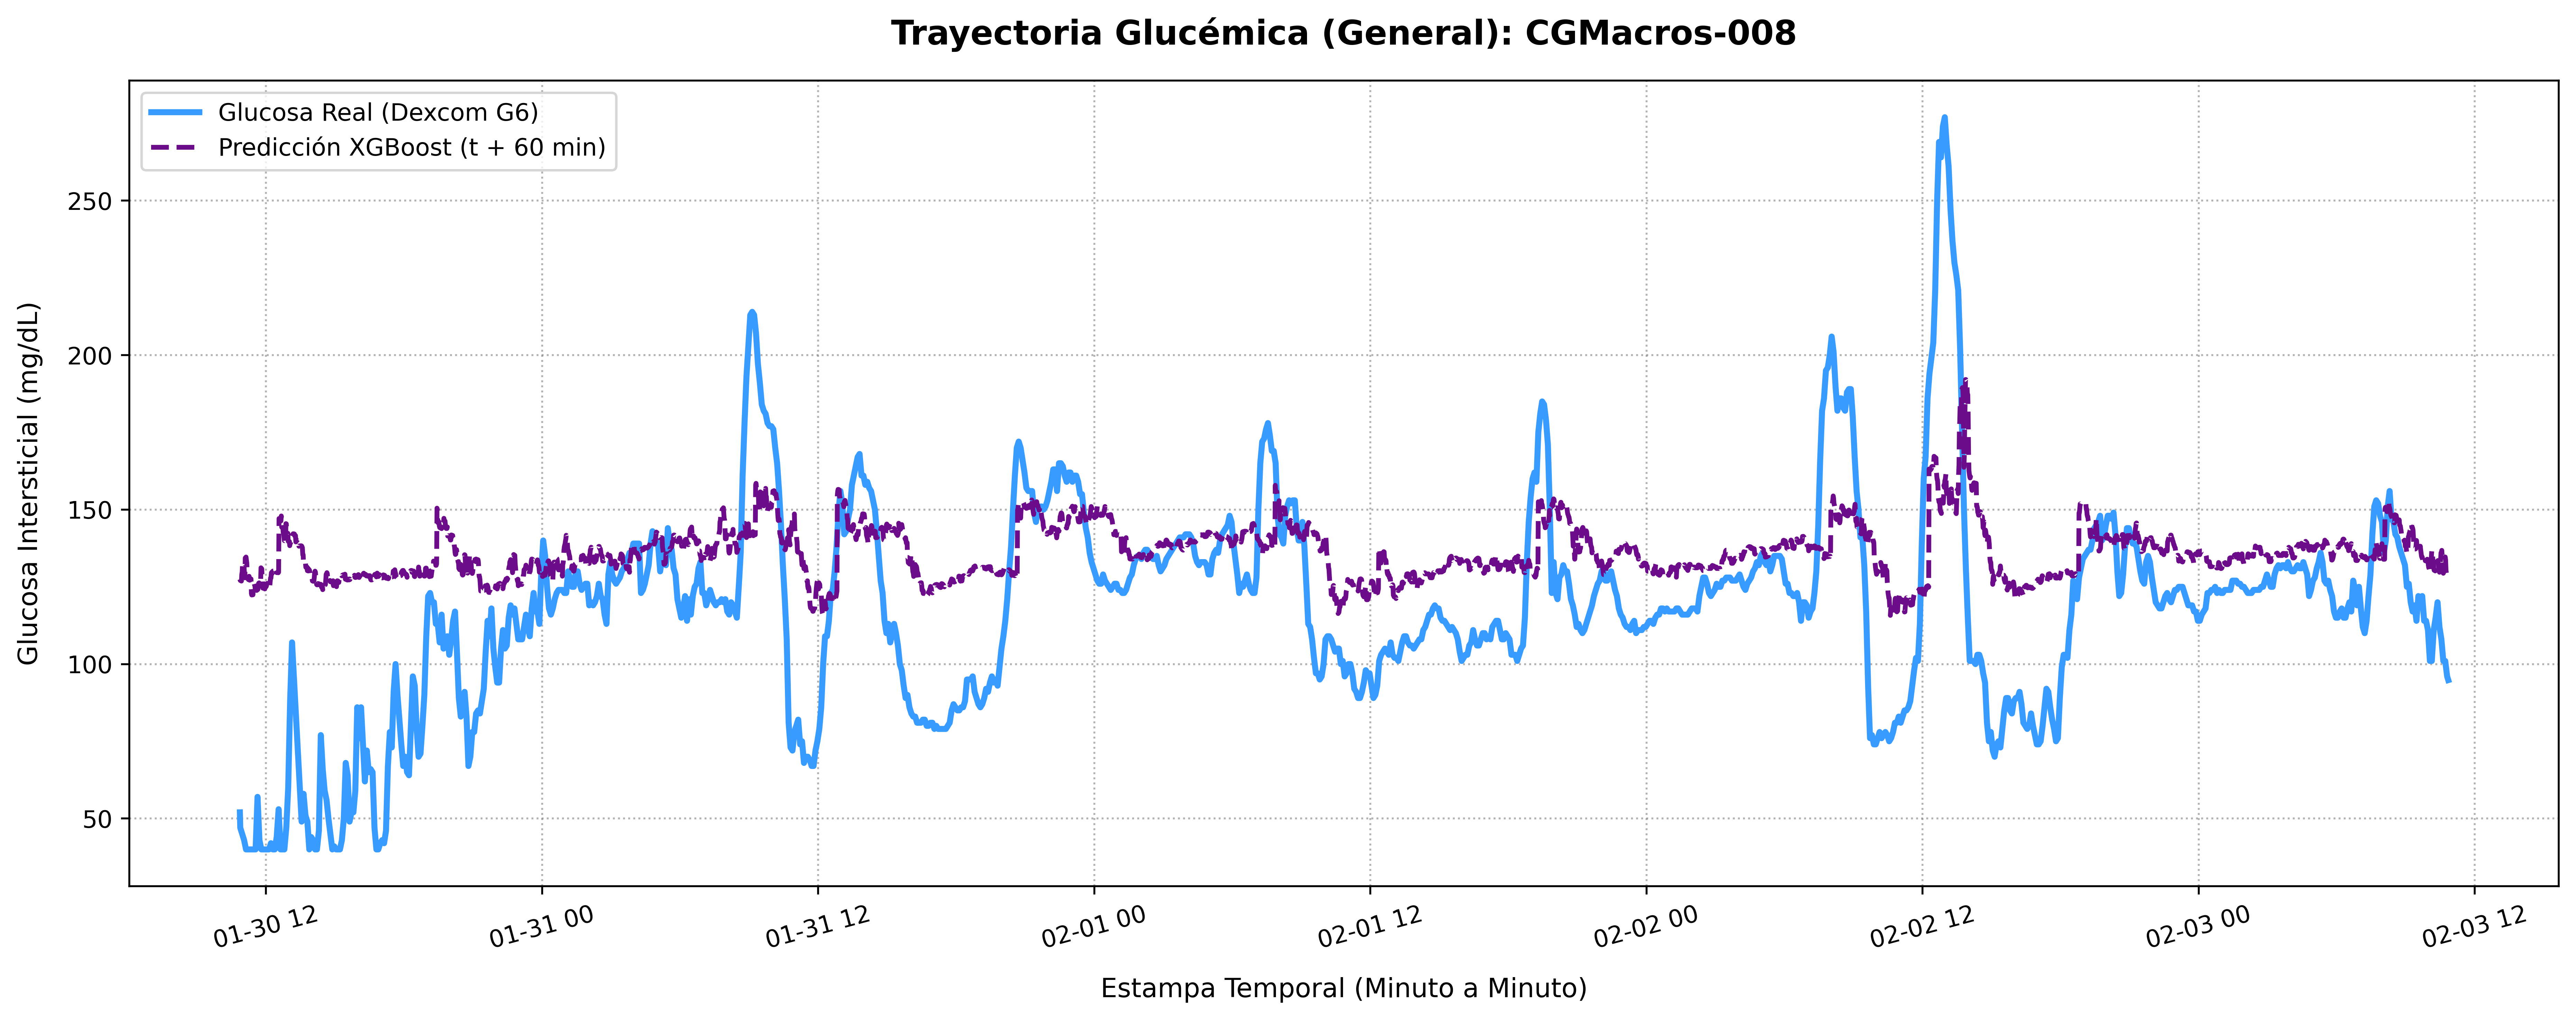 Trayectoria Glucémica (General): CGMacros-008
Glucosa Real (Dexcom G6)
Predicción XGBoost (t + 60 min)
Glucosa Intersticial (mg/dL)
250
200
150
100
50
01-30 12
01-31 00
01-31 12
02-01 00
02-01 12
02-02 00
02-02 12
02-03 00
02-03 12
Estampa Temporal (Minuto a Minuto)